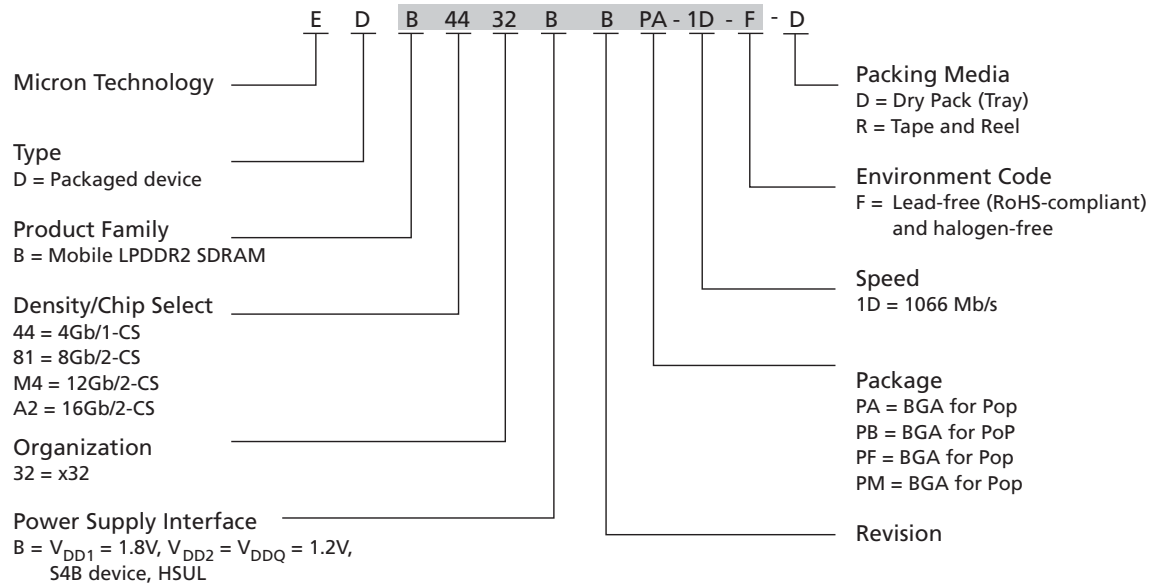 E D B 44 32 B B PA - 1D - F - D
Micron Technology
Type
D = Packaged device
Product Family
B = Mobile LPDDR2 SDRAM
Density/Chip Select
44 = 4Gb/1-CS
81 = 8Gb/2-CS
M4 = 12Gb/2-CS
A2 = 16Gb/2-CS
Organization
32 = x32
Power Supply Interface
B = VDD1 = 1.8V, VDD2 = VDDQ = 1.2V,
S4B device, HSUL
Packing Media
D = Dry Pack (Tray)
R = Tape and Reel
Environment Code
F = Lead-free (RoHS-compliant)
and halogen-free
Speed
1D = 1066 Mb/s
Package
PA = BGA for Pop
PB = BGA for PoP
PF = BGA for Pop
PM = BGA for Pop
Revision